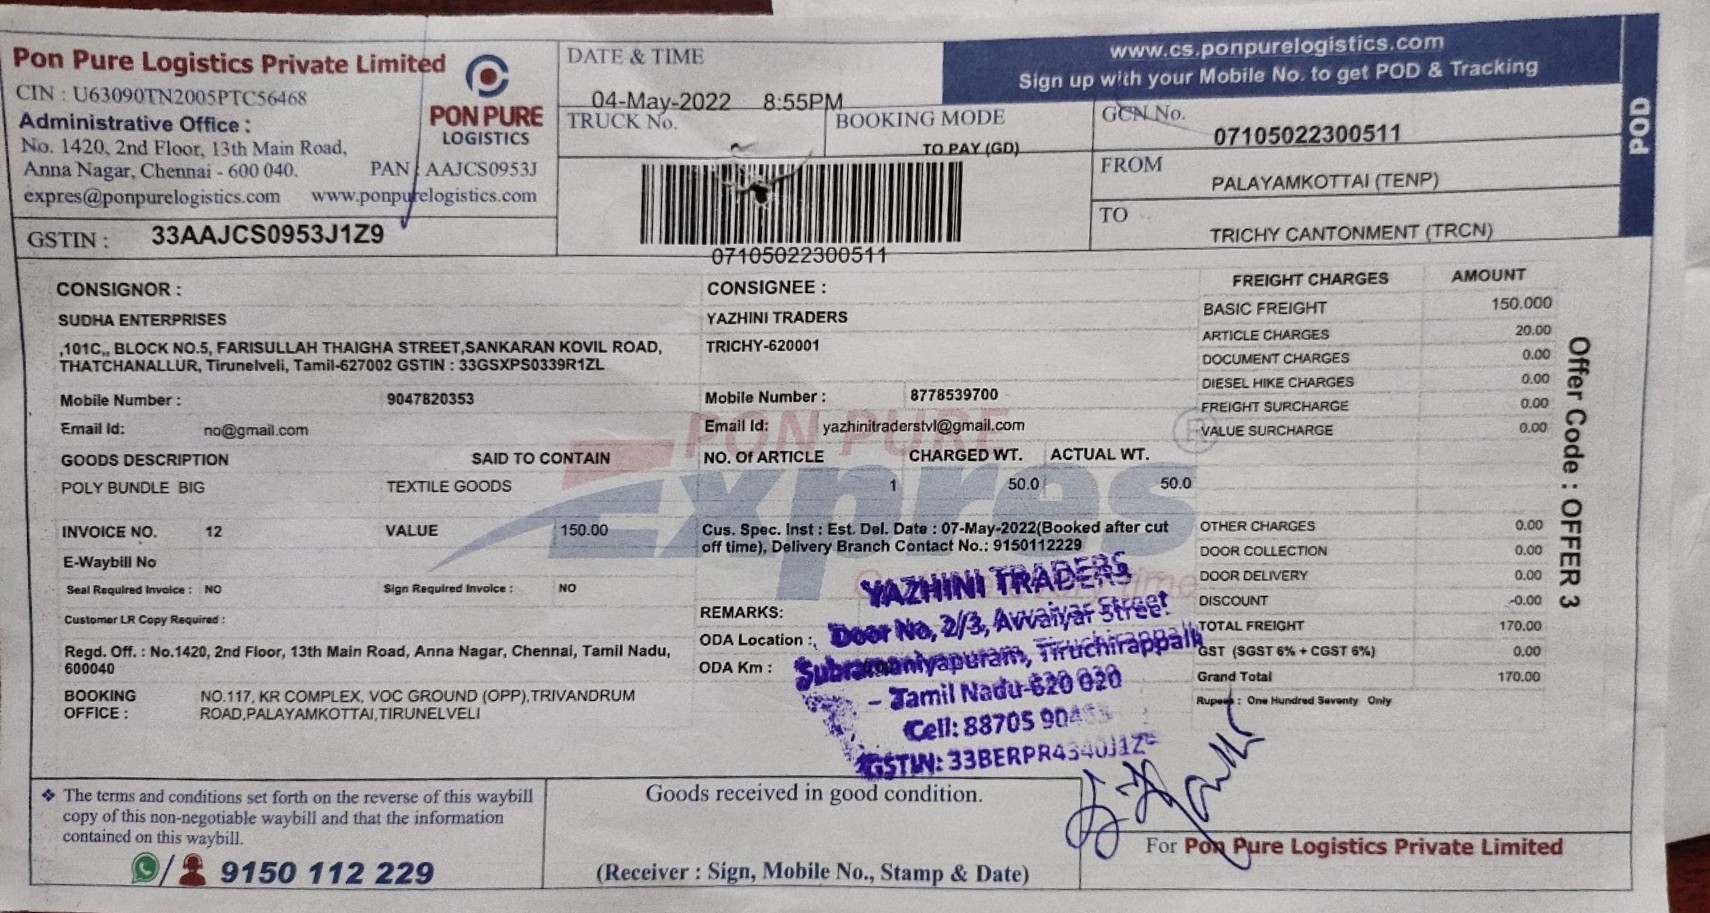 Pon Pure Logistics Private Limited
CIN : U63090TN2005PTC56468
Administrative Office :
No. 1420, 2nd Floor, 13th Main Road,
Anna Nagar, Chennai - 600 040. PAN : AAJCS0953J
expres@ponpurelogistics.com www.ponpurelogistics.com
PON PURE
LOGISTICS
GSTIN : 33AAJCS0953J1Z9
DATE & TIME
04-May-2022 8:55PM
TRUCK No.
BOOKING MODE
TO PAY (GD)
07105022300511
www.cs.ponpurelogistics.com
Sign up with your Mobile No. to get POD & Tracking
POD
GCN No. 07105022300511
FROM PALAYAMKOTTAI (TENP)
TO TRICHY CANTONMENT (TRCN)
CONSIGNOR :
SUDHA ENTERPRISES
,101C,, BLOCK NO.5, FARISULLAH THAIGHA STREET,SANKARAN KOVIL ROAD,
THATCHANALLUR, Tirunelveli, Tamil-627002 GSTIN : 33GSXPS0339R1ZL
Mobile Number : 9047820353
Email Id: no@gmail.com
CONSIGNEE :
YAZHINI TRADERS
TRICHY-620001
Mobile Number : 8778539700
Email Id: yazhinitraderstvl@gmail.com
PON PURE
Expres
®
GOODS DESCRIPTION SAID TO CONTAIN NO. Of ARTICLE CHARGED WT. ACTUAL WT.
POLY BUNDLE BIG TEXTILE GOODS 1 50.0 50.0
INVOICE NO. 12 VALUE 150.00
E-Waybill No
Seal Required Invoice : NO Sign Required Invoice : NO
Customer LR Copy Required :
Regd. Off. : No.1420, 2nd Floor, 13th Main Road, Anna Nagar, Chennai, Tamil Nadu,
600040
BOOKING OFFICE : NO.117, KR COMPLEX, VOC GROUND (OPP),TRIVANDRUM
ROAD,PALAYAMKOTTAI,TIRUNELVELI
Cus. Spec. Inst : Est. Del. Date : 07-May-2022(Booked after cut
off time), Delivery Branch Contact No.: 9150112229
REMARKS:
ODA Location :
ODA Km :
YAZHINI TRADERS
Door No, 2/3, Avvaiyar Street
Subramaniyapuram, Tiruchirappalli
- Tamil Nadu-620 020
Cell: 88705
GSTIN: 33BERPR4340J1Z
FREIGHT CHARGES AMOUNT
BASIC FREIGHT 150.000
ARTICLE CHARGES 20.00
DOCUMENT CHARGES 0.00
DIESEL HIKE CHARGES 0.00
FREIGHT SURCHARGE 0.00
VALUE SURCHARGE 0.00
OTHER CHARGES 0.00
DOOR COLLECTION 0.00
DOOR DELIVERY 0.00
DISCOUNT -0.00
TOTAL FREIGHT 170.00
GST (SGST 6% + CGST 6%) 0.00
Grand Total 170.00
Rupees : One Hundred Seventy Only
Offer Code : OFFER 3
❖ The terms and conditions set forth on the reverse of this waybill
copy of this non-negotiable waybill and that the information
contained on this waybill.
/ 9150 112 229
Goods received in good condition.
(Receiver : Sign, Mobile No., Stamp & Date)
For Pon Pure Logistics Private Limited